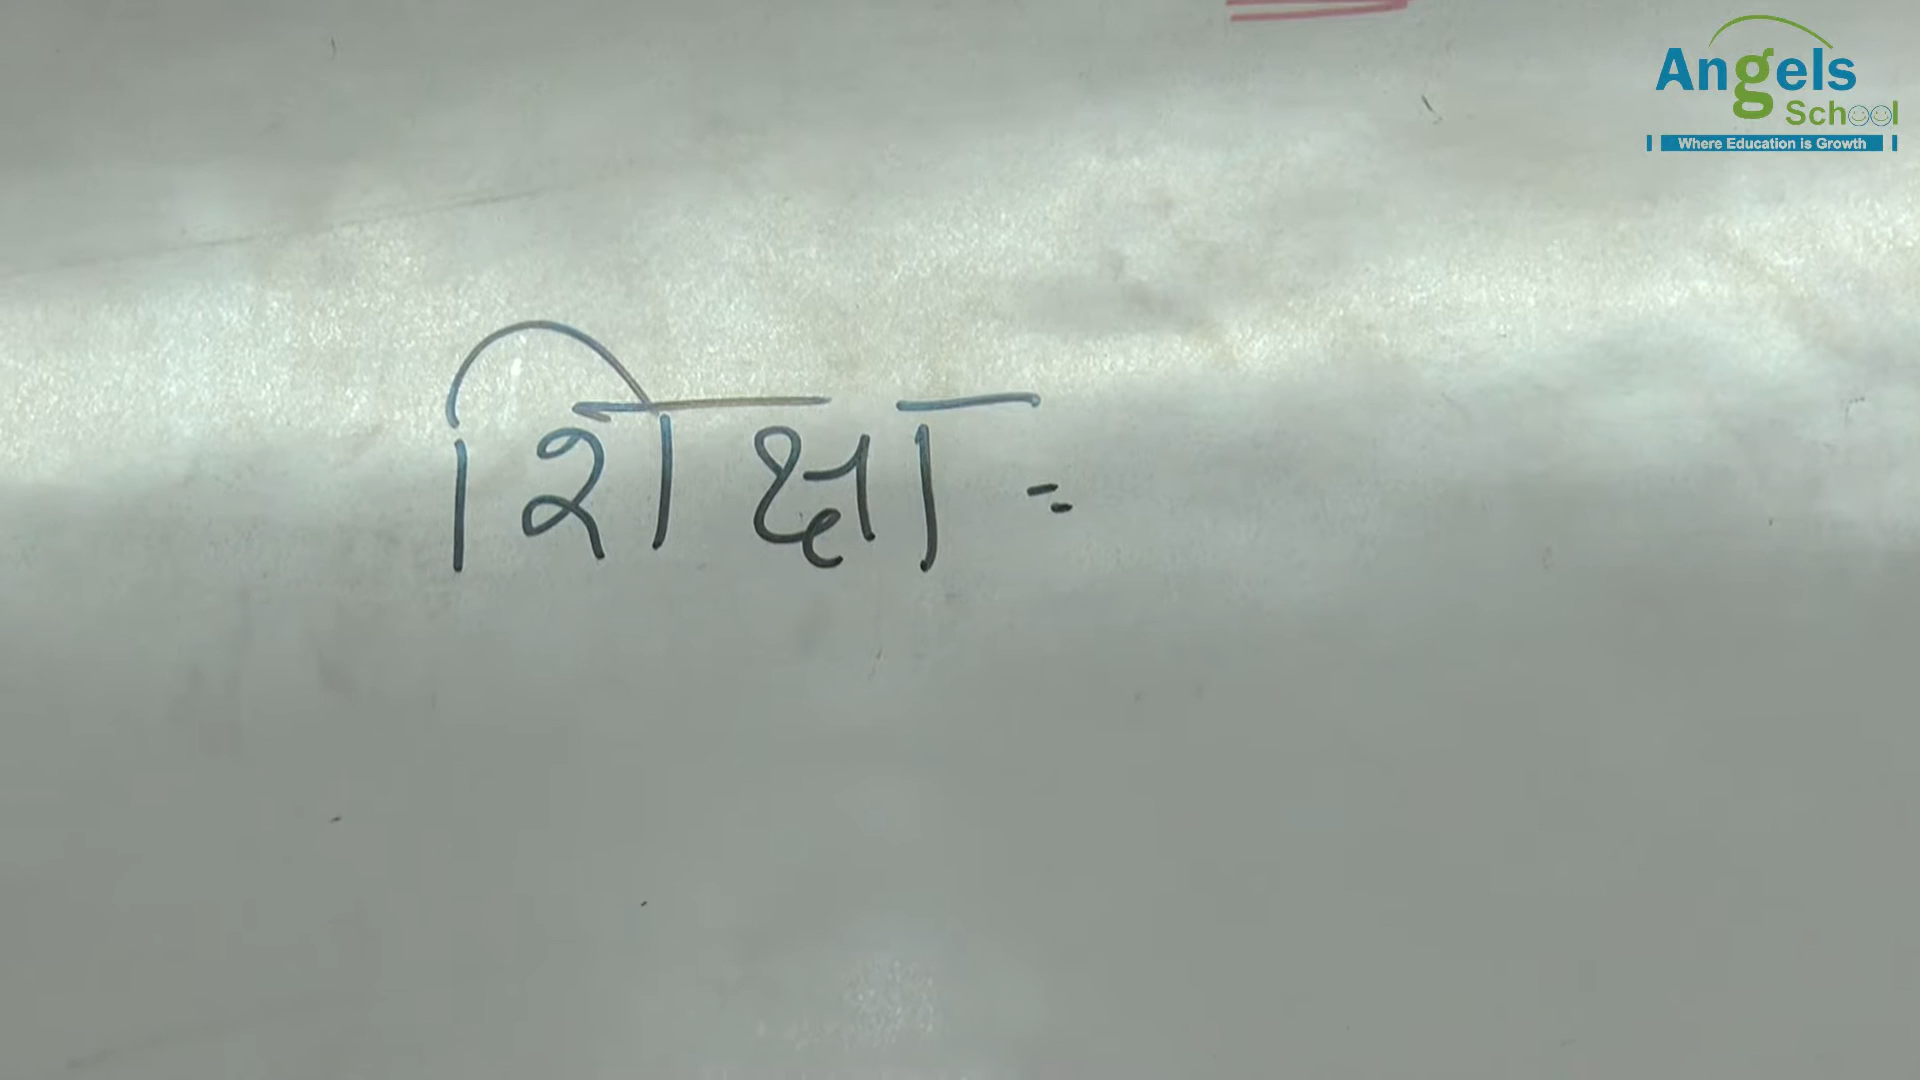 शिक्षा =
Angels
School
Where Education is Growth